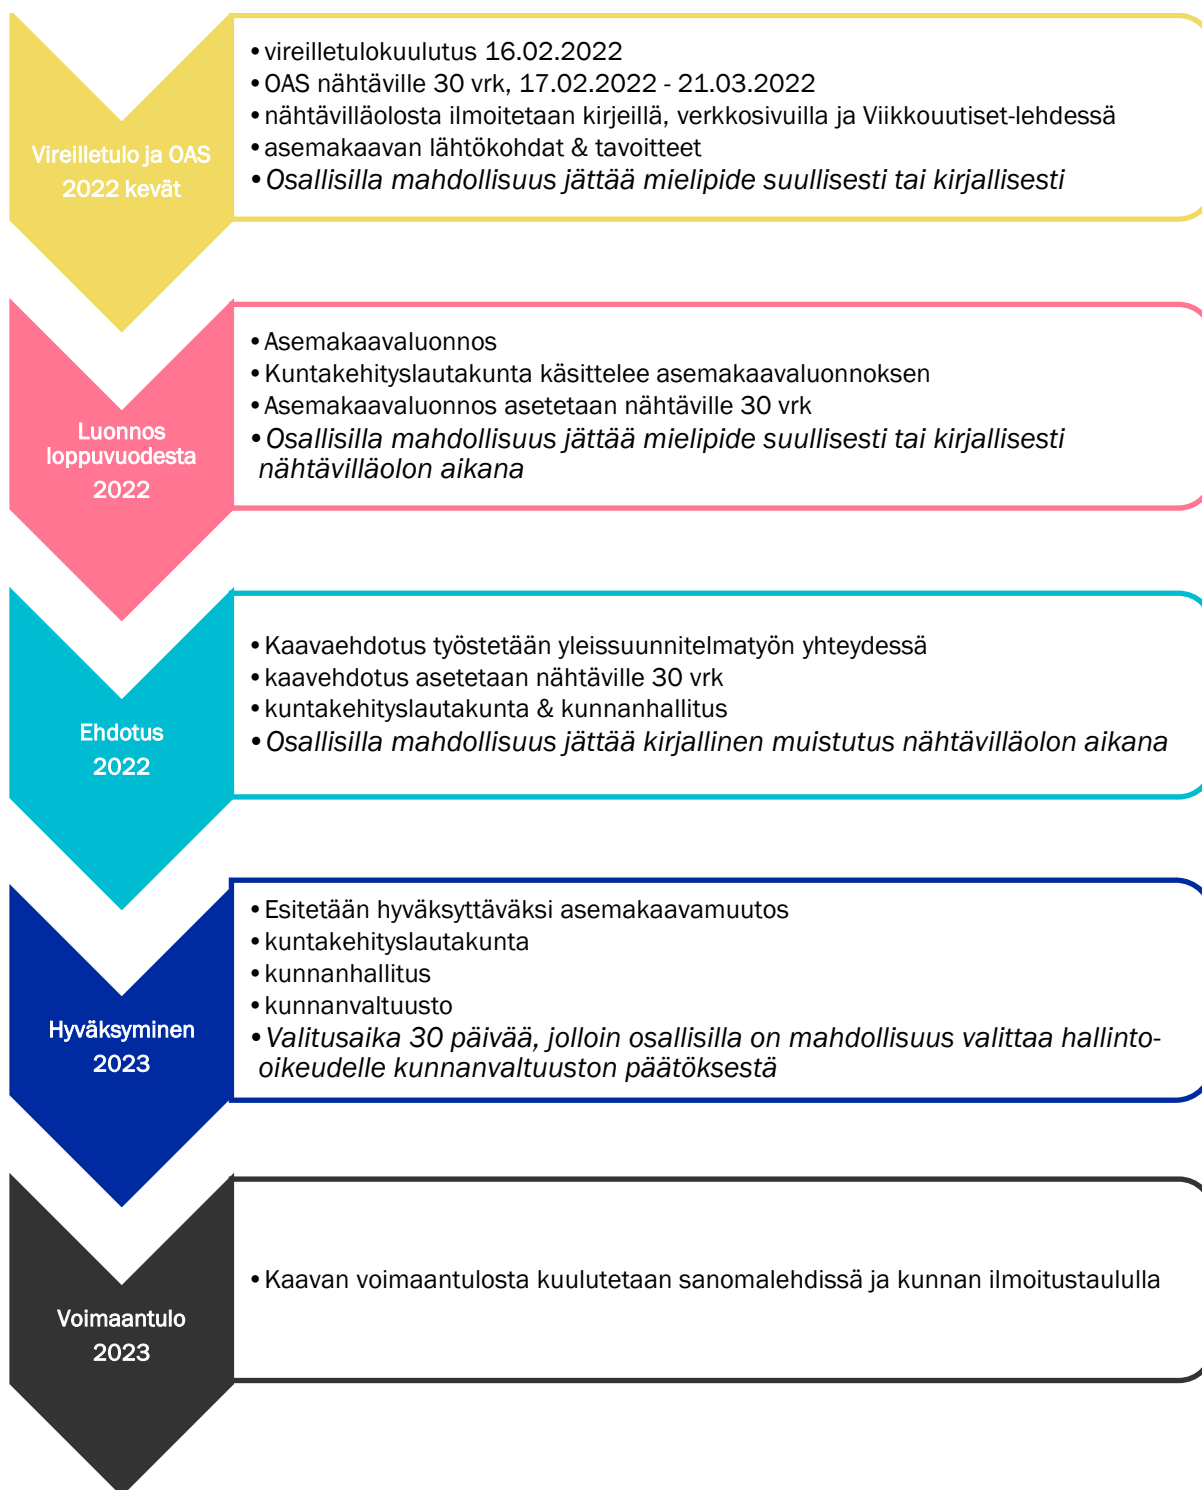 Vireilletulo ja OAS
2022 kevät
• vireilletulokuulutus 16.02.2022
• OAS nähtäville 30 vrk, 17.02.2022 - 21.03.2022
• nähtävilläolosta ilmoitetaan kirjeillä, verkkosivuilla ja Viikkouutiset-lehdessä
• asemakaavan lähtökohdat & tavoitteet
• Osallisilla mahdollisuus jättää mielipide suullisesti tai kirjallisesti
Luonnos
loppuvuodesta
2022
• Asemakaavaluonnos
• Kuntakehityslautakunta käsittelee asemakaavaluonnoksen
• Asemakaavaluonnos asetetaan nähtäville 30 vrk
• Osallisilla mahdollisuus jättää mielipide suullisesti tai kirjallisesti
nähtävilläolon aikana
Ehdotus
2022
• Kaavaehdotus työstetään yleissuunnitelmatyön yhteydessä
• kaavehdotus asetetaan nähtäville 30 vrk
• kuntakehityslautakunta & kunnanhallitus
• Osallisilla mahdollisuus jättää kirjallinen muistutus nähtävilläolon aikana
Hyväksyminen
2023
• Esitetään hyväksyttäväksi asemakaavamuutos
• kuntakehityslautakunta
• kunnanhallitus
• kunnanvaltuusto
• Valitusaika 30 päivää, jolloin osallisilla on mahdollisuus valittaa hallinto-
oikeudelle kunnanvaltuuston päätöksestä
Voimaantulo
2023
• Kaavan voimaantulosta kuulutetaan sanomalehdissä ja kunnan ilmoitustaululla